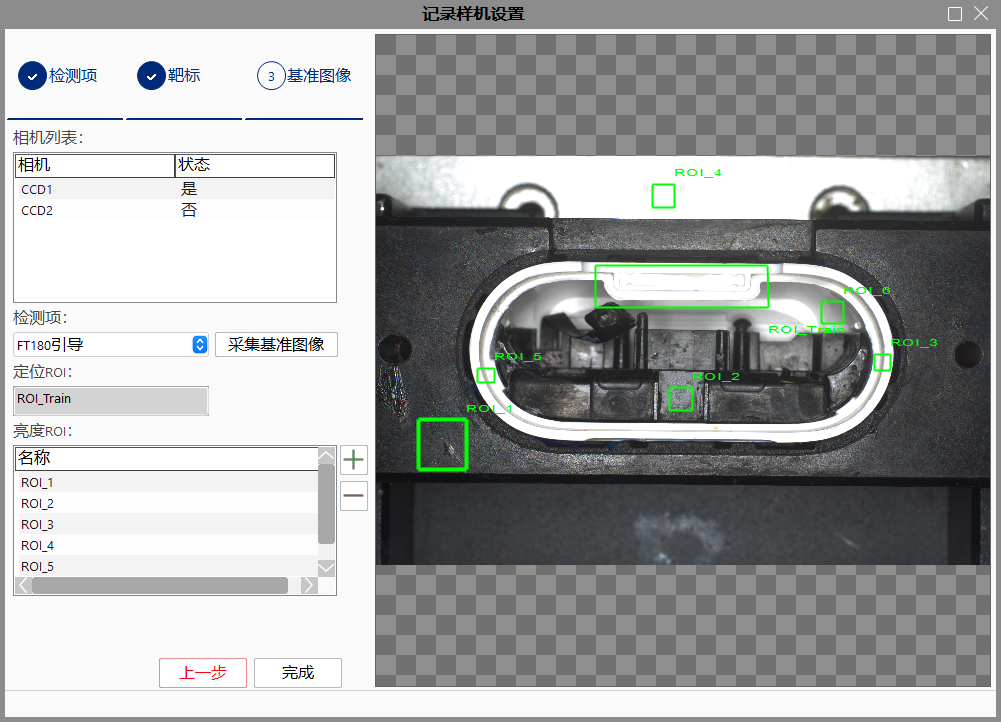 记录样机设置
检测项
靶标
3 基准图像
相机列表:
相机 状态
CCD1 是
CCD2 否
检测项:
FT180引导 采集基准图像
定位ROI:
ROI_Train
亮度ROI:
名称
ROI_1
ROI_2
ROI_3
ROI_4
ROI_5
上一步 完成
ROI_4
ROI_6
ROI_Train
ROI_3
ROI_5
ROI_2
ROI_1